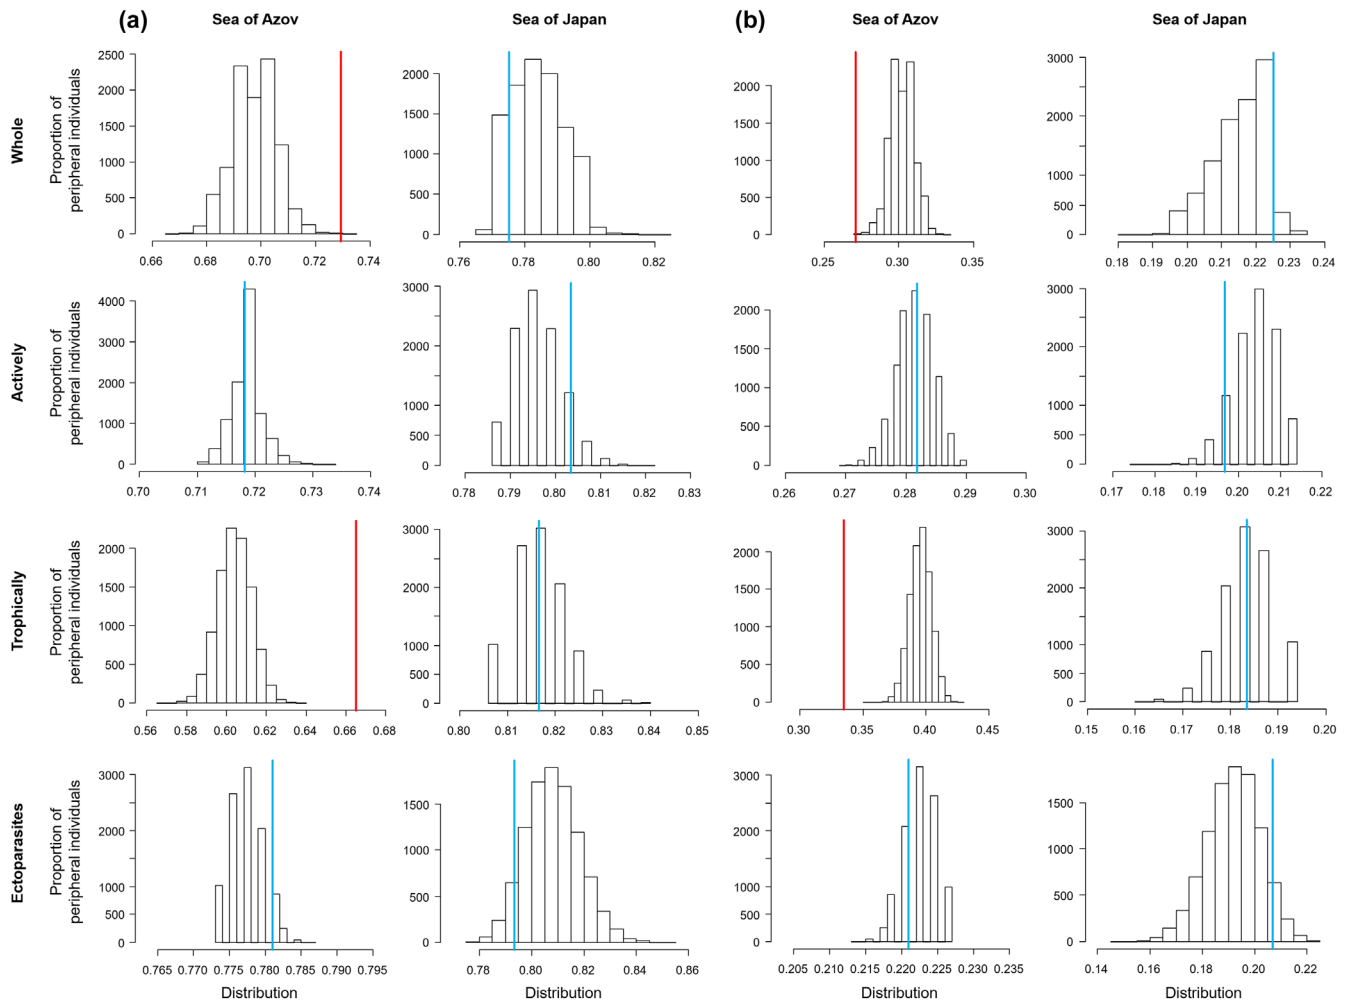 (a) Sea of Azov Sea of Japan (b) Sea of Azov Sea of Japan
Whole
Proportion of
peripheral individuals
2500 2000 1500 1000 500 0
0.66 0.68 0.70 0.72 0.74
2000 1500 1000 500 0
0.76 0.78 0.80 0.82
2000 1500 1000 500 0
0.25 0.30 0.35
3000 2000 1000 500 0
0.18 0.19 0.20 0.21 0.22 0.23 0.24
Actively
Proportion of
peripheral individuals
4000 3000 2000 1000 0
0.70 0.71 0.72 0.73 0.74
3000 2000 1000 500 0
0.78 0.79 0.80 0.81 0.82 0.83
2000 1500 1000 500 0
0.26 0.27 0.28 0.29 0.30
3000 2000 1000 500 0
0.17 0.18 0.19 0.20 0.21 0.22
Trophically
Proportion of
peripheral individuals
2000 1500 1000 500 0
0.56 0.58 0.60 0.62 0.64 0.66 0.68
3000 2000 1000 500 0
0.80 0.81 0.82 0.83 0.84 0.85
2000 1500 1000 500 0
0.30 0.35 0.40 0.45
3000 2000 1000 500 0
0.15 0.16 0.17 0.18 0.19 0.20
Ectoparasites
Proportion of
peripheral individuals
3000 2000 1000 500 0
0.765 0.770 0.775 0.780 0.785 0.790 0.795
1500 1000 500 0
0.78 0.80 0.82 0.84 0.86
3000 2000 1000 500 0
0.205 0.210 0.215 0.220 0.225 0.230 0.235
1500 1000 500 0
0.14 0.16 0.18 0.20 0.22
Distribution Distribution Distribution Distribution